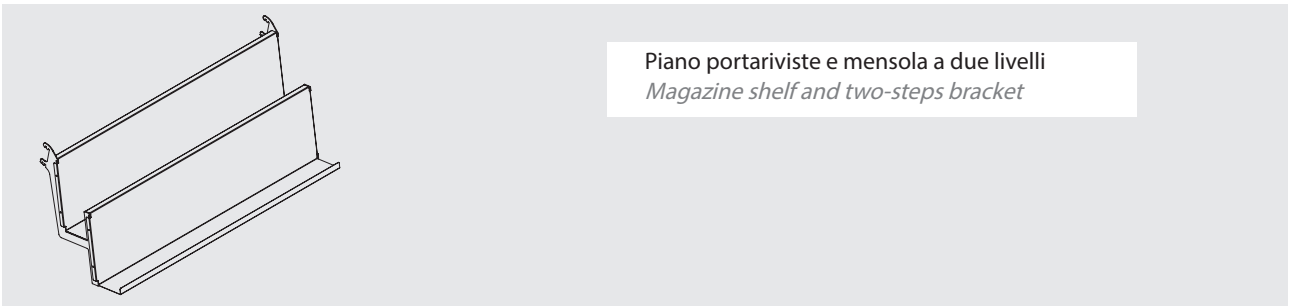 Piano portariviste e mensola a due livelli
Magazine shelf and two-steps bracket